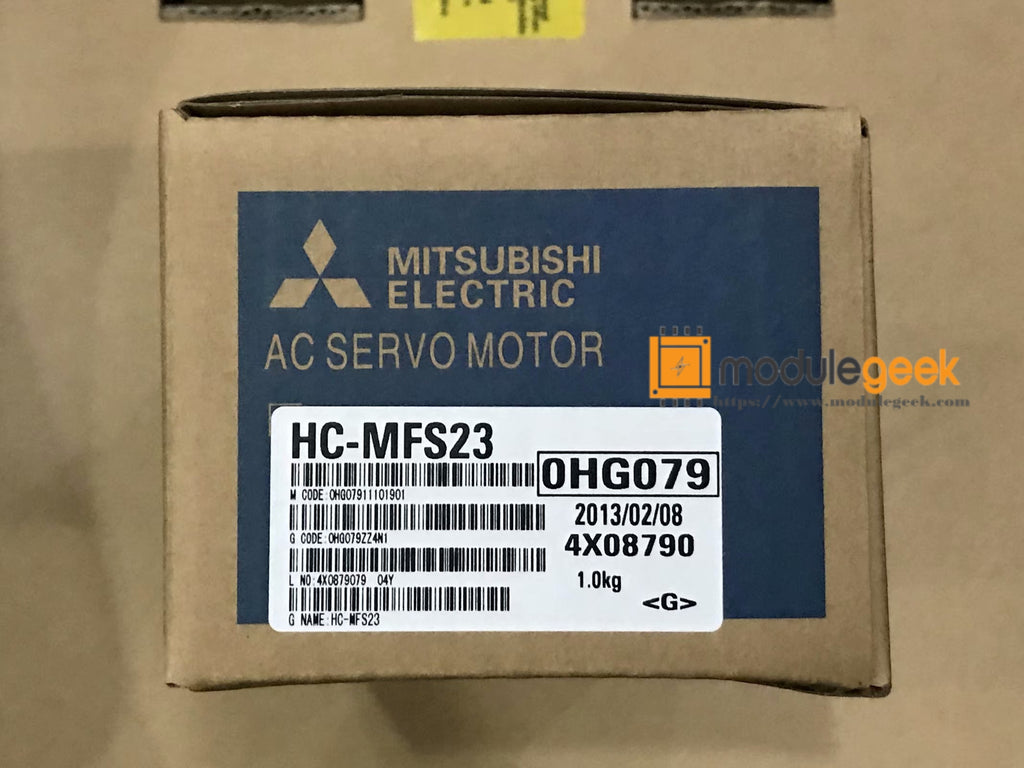 MITSUBISHI
ELECTRIC
AC SERVO MOTOR
modulegeek
https://www.modulegeek.com
HC-MFS23
0HG079
M CODE:0HG07911101901
2013/02/08
G CODE:0HG079ZZ4N1
4X08790
L NO:4X0879079 04Y
1.0kg
<G>
G NAME:HC-MFS23